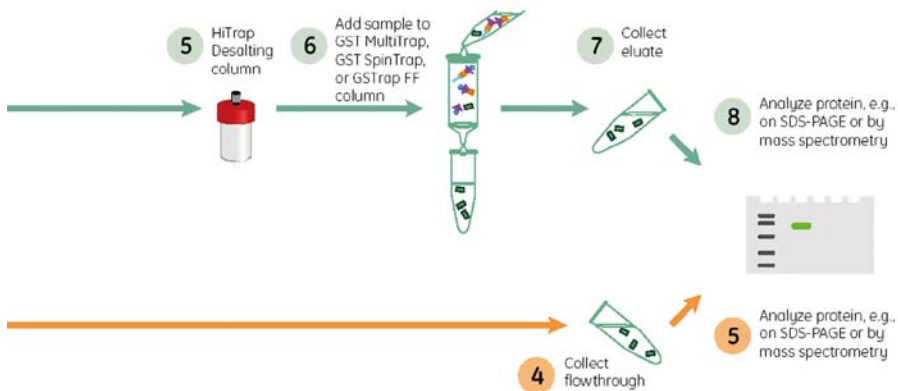 5
HiTrap
Desalting
column
6
Add sample to
GST MultiTrap,
GST SpinTrap,
or GSTrap FF
column
7
Collect
eluate
8
Analyze protein, e.g.,
on SDS-PAGE or by
mass spectrometry
4
Collect
flowthrough
5
Analyze protein, e.g.,
on SDS-PAGE or by
mass spectrometry